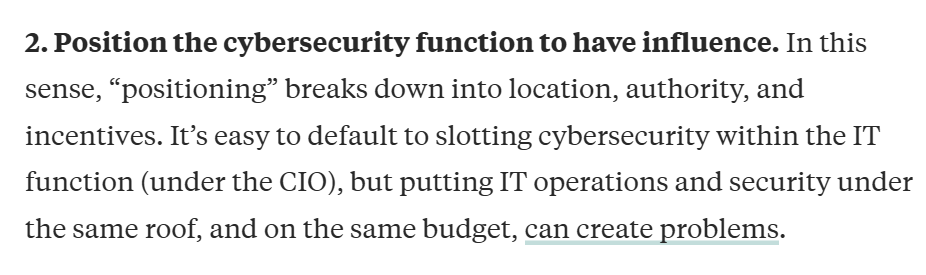 2. Position the cybersecurity function to have influence. In this
sense, “positioning” breaks down into location, authority, and
incentives. It’s easy to default to slotting cybersecurity within the IT
function (under the CIO), but putting IT operations and security under
the same roof, and on the same budget, can create problems.